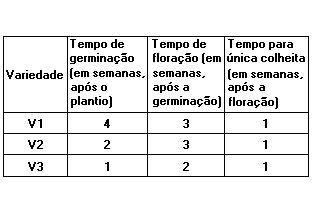 Variedade Tempo de germinação (em semanas, após o plantio) Tempo de floração (em semanas, após a germinação) Tempo para única colheita (em semanas, após a floração)
V1 4 3 1
V2 2 3 1
V3 1 2 1